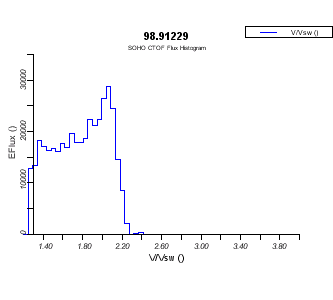 V/Vsw ()
98.91229
SOHO CTOF Flux Histogram
EFlux ()
30000
20000
10000
0
1.40 1.80 2.20 2.60 3.00 3.40 3.80
V/Vsw ()